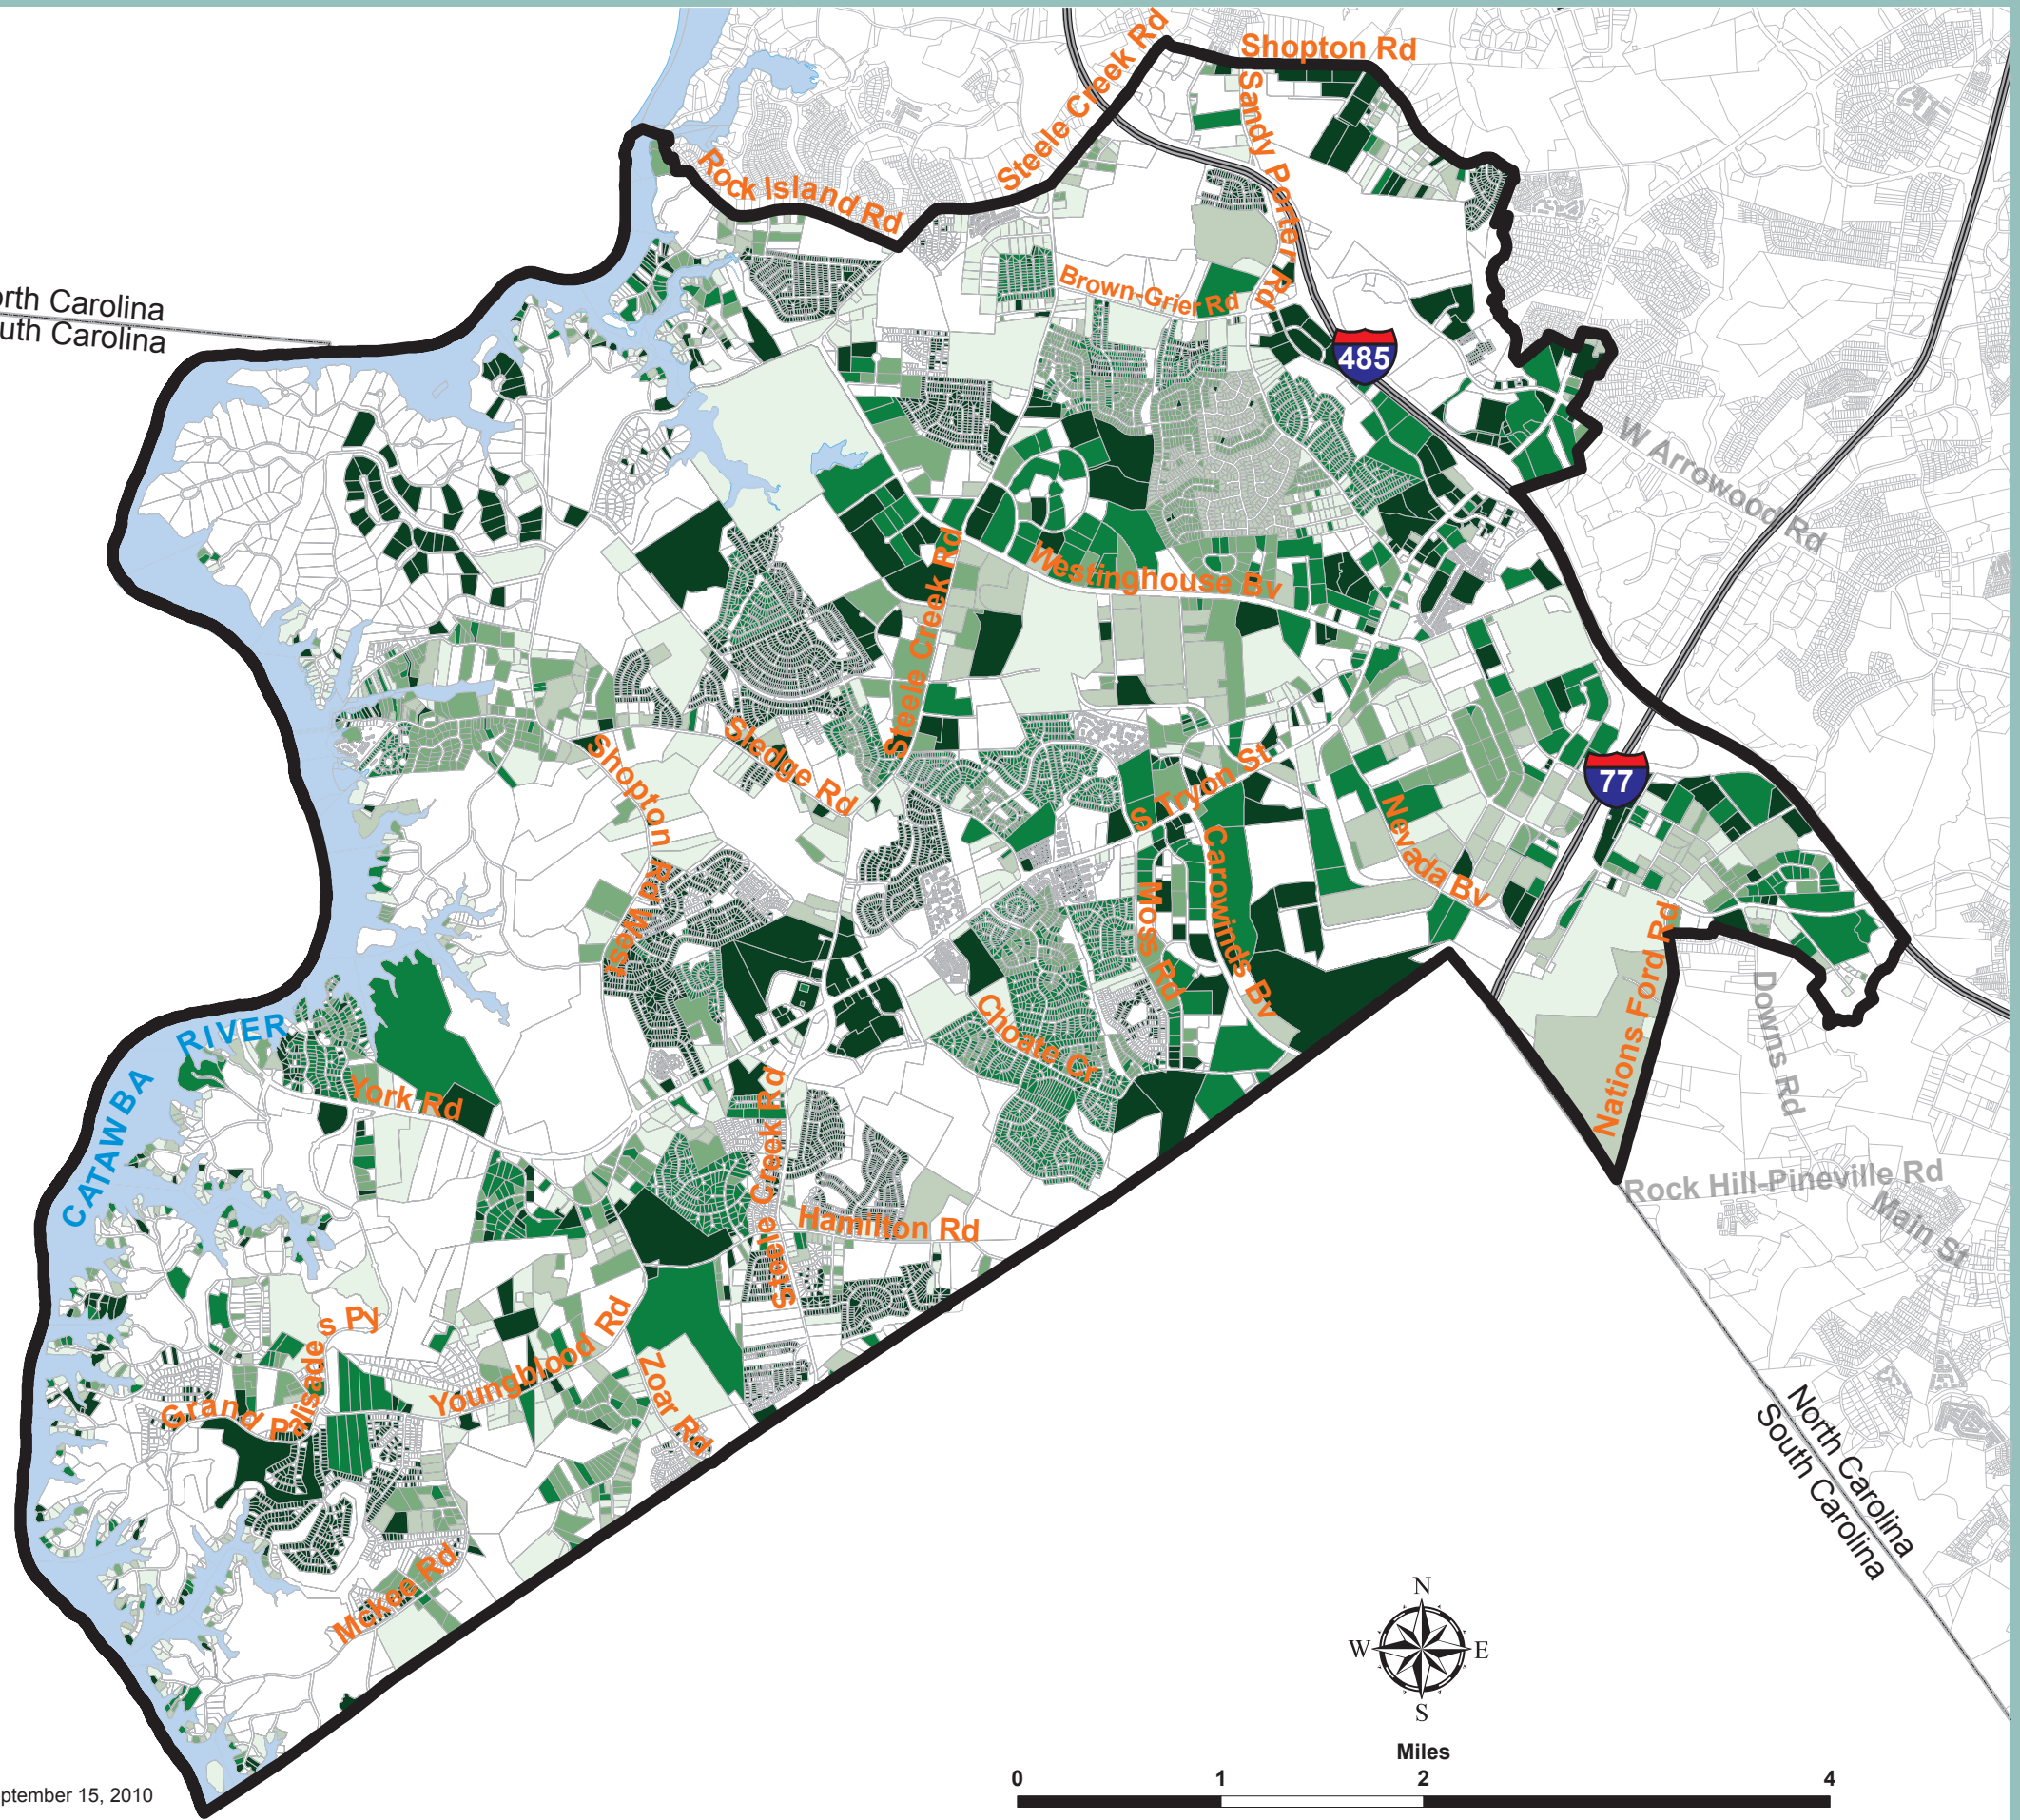 Shopton Rd
Steele Creek Rd
Sandy Porter Rd
Rock Island Rd
Brown-Grier Rd
orth Carolina
outh Carolina
485
W Arrowood Rd
Westinghouse Bv
Steele Creek Rd
Sledge Rd
Shopton Rd West
S Tryon St
77
Nevada Bv
Carowinds Bv
Moss Rd
Nations Ford Rd
Downs Rd
Choate Cr
RIVER
CATAWBA
York Rd
Steele Creek Rd
Hamilton Rd
Rock Hill-Pineville Rd
Main St
Grand Palisades Py
Youngblood Rd
Zoar Rd
North Carolina
South Carolina
Mckee Rd
N
W
E
S
Miles
0 1 2 4
ptember 15, 2010